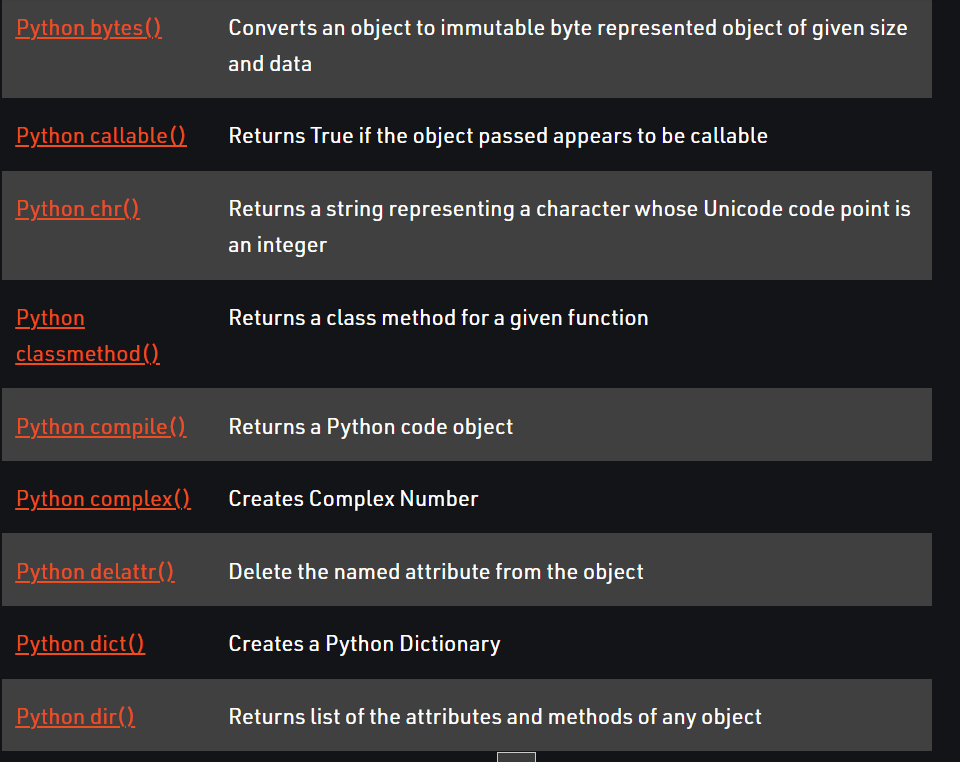 Python bytes() Converts an object to immutable byte represented object of given size
and data
Python callable() Returns True if the object passed appears to be callable
Python chr() Returns a string representing a character whose Unicode code point is
an integer
Python Returns a class method for a given function
classmethod()
Python compile() Returns a Python code object
Python complex() Creates Complex Number
Python delattr() Delete the named attribute from the object
Python dict() Creates a Python Dictionary
Python dir() Returns list of the attributes and methods of any object